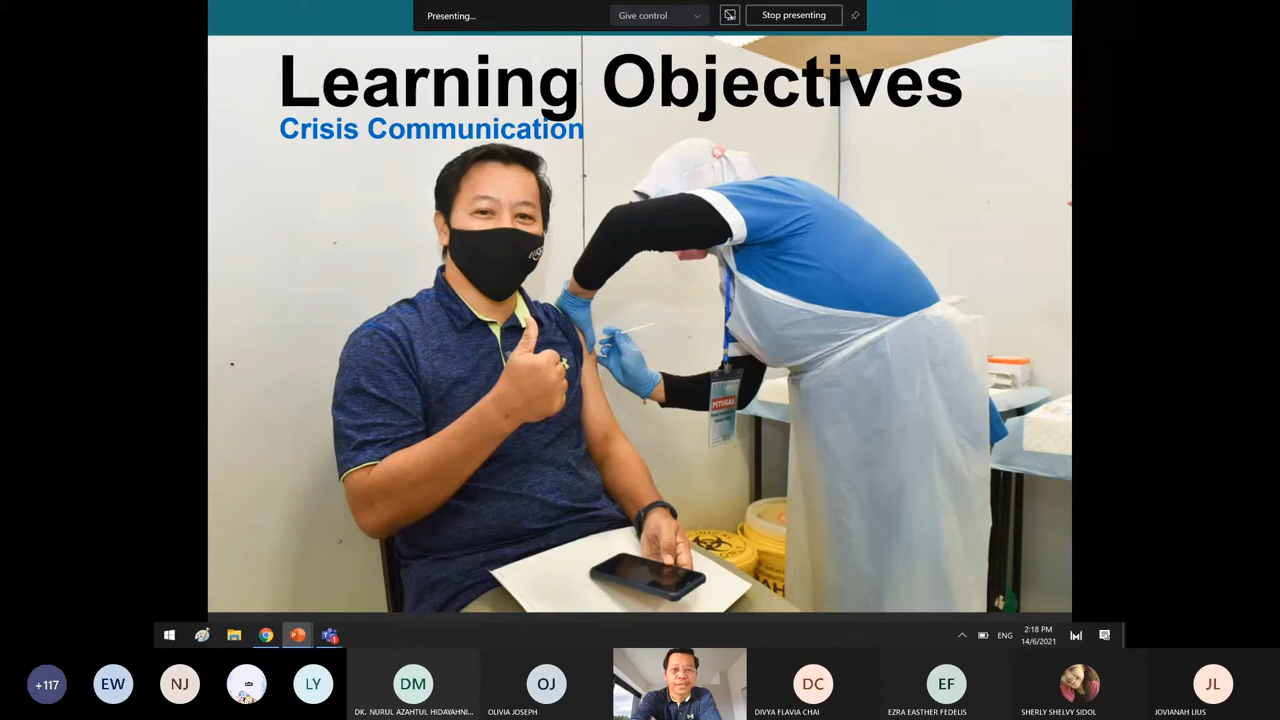 Presenting...
Give control
Stop presenting
Learning Objectives
Crisis Communication
PETUGAS
ENG
2:18 PM
14/6/2021
+117
EW
NJ
LY
DM
DK. NURUL AZAHTUL HIDAYAHNI...
OJ
OLIVIA JOSEPH
DC
DIVYA FLAVIA CHAI
EF
EZRA EASTHER FEDELIS
SHERLY SHELVY SIDOL
JL
JOVIANAH LIUS